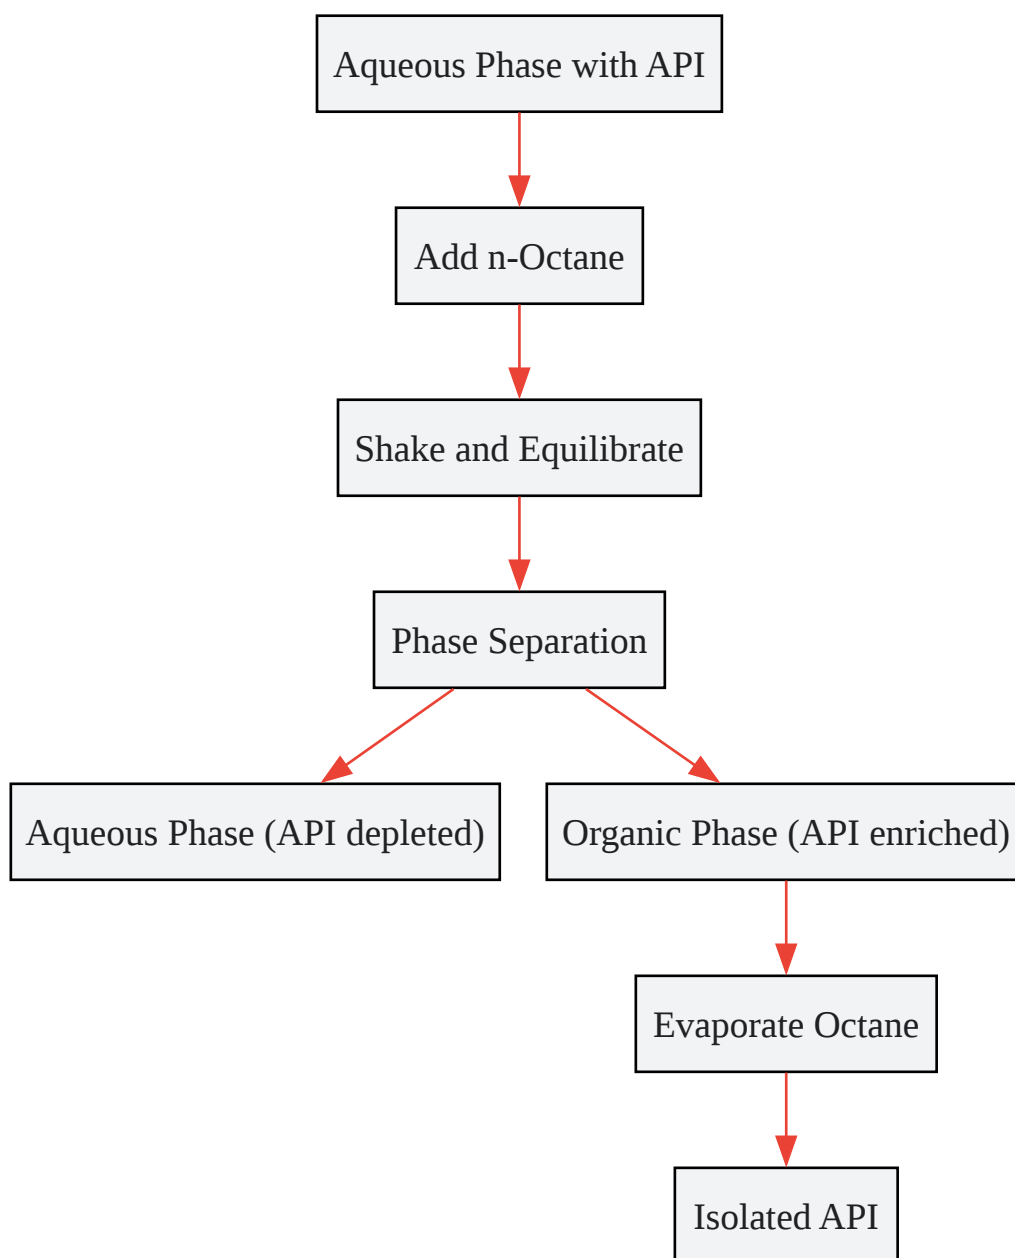 Aqueous Phase with API
Add n-Octane
Shake and Equilibrate
Phase Separation
Aqueous Phase (API depleted)
Organic Phase (API enriched)
Evaporate Octane
Isolated API